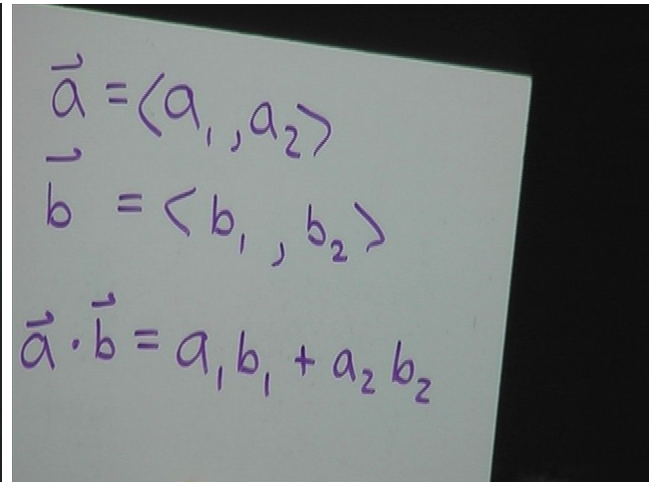 a⃗ = ⟨a₁, a₂⟩
b⃗ = ⟨b₁, b₂⟩
a⃗ · b⃗ = a₁b₁ + a₂b₂